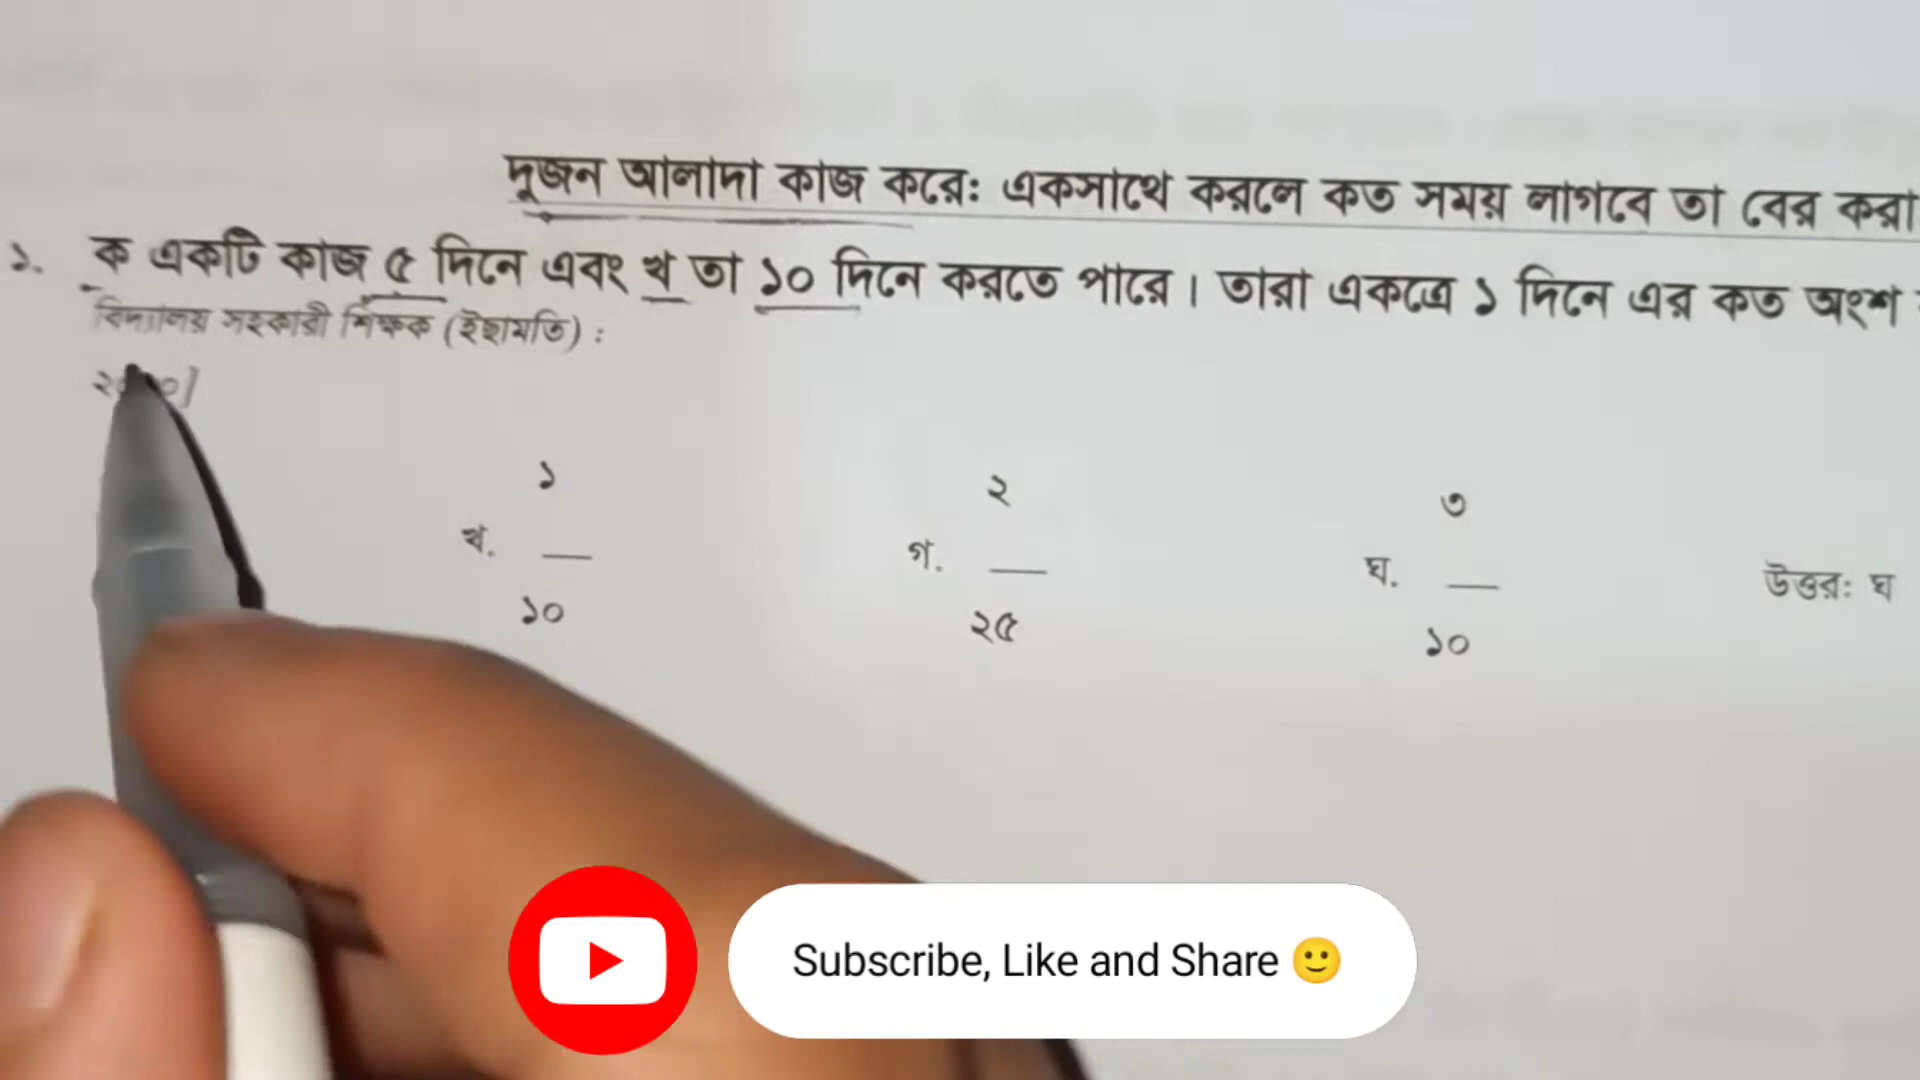 দুজন আলাদা কাজ করে: একসাথে করলে কত সময় লাগবে তা বের করা
১. ক একটি কাজ ৫ দিনে এবং খ তা ১০ দিনে করতে পারে। তারা একত্রে ১ দিনে এর কত অংশ
বিদ্যালয় সহকারী শিক্ষক (ইছামতি) :
১ ২ ৩
খ. — গ. — ঘ. — উত্তর: ঘ
১০ ২৫ ১০
Subscribe, Like and Share 🙂